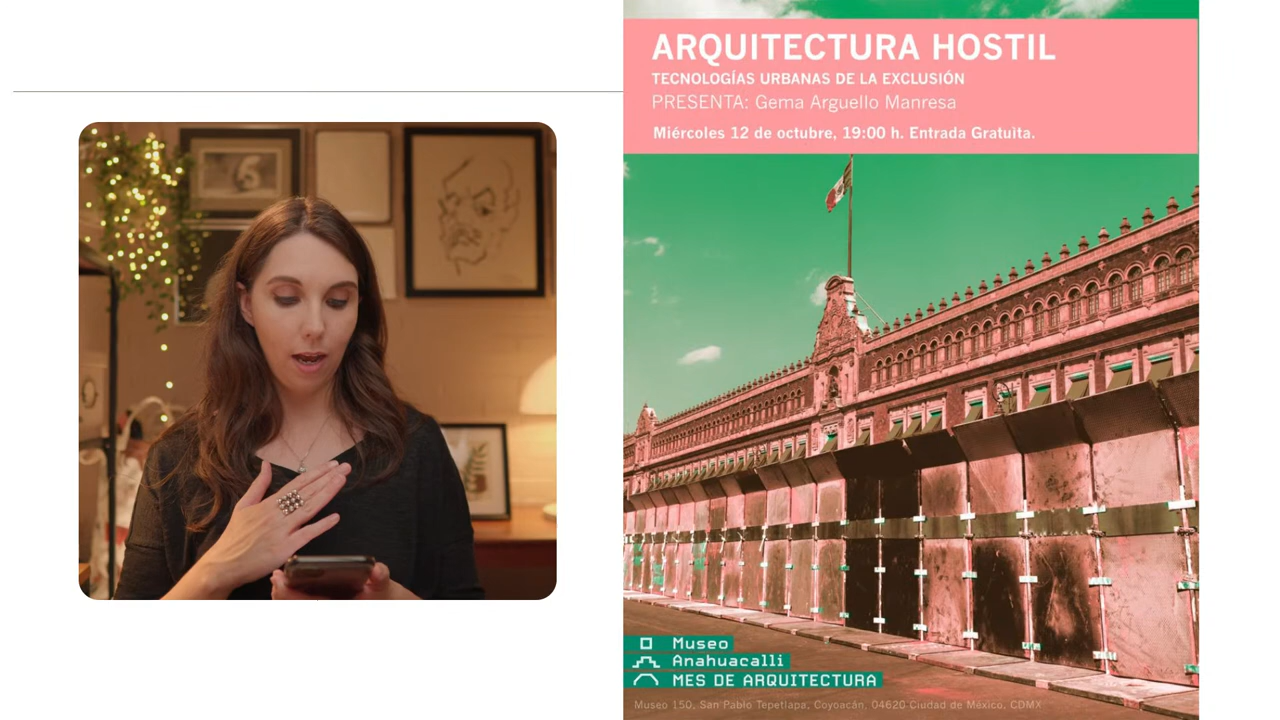 ARQUITECTURA HOSTIL
TECNOLOGÍAS URBANAS DE LA EXCLUSIÓN
PRESENTA: Gema Arguello Manresa
Miércoles 12 de octubre, 19:00 h. Entrada Gratuita.
Museo
Anahuacalli
MES DE ARQUITECTURA
Museo 150, San Pablo Tepetlapa, Coyoacán, 04620 Ciudad de México, CDMX